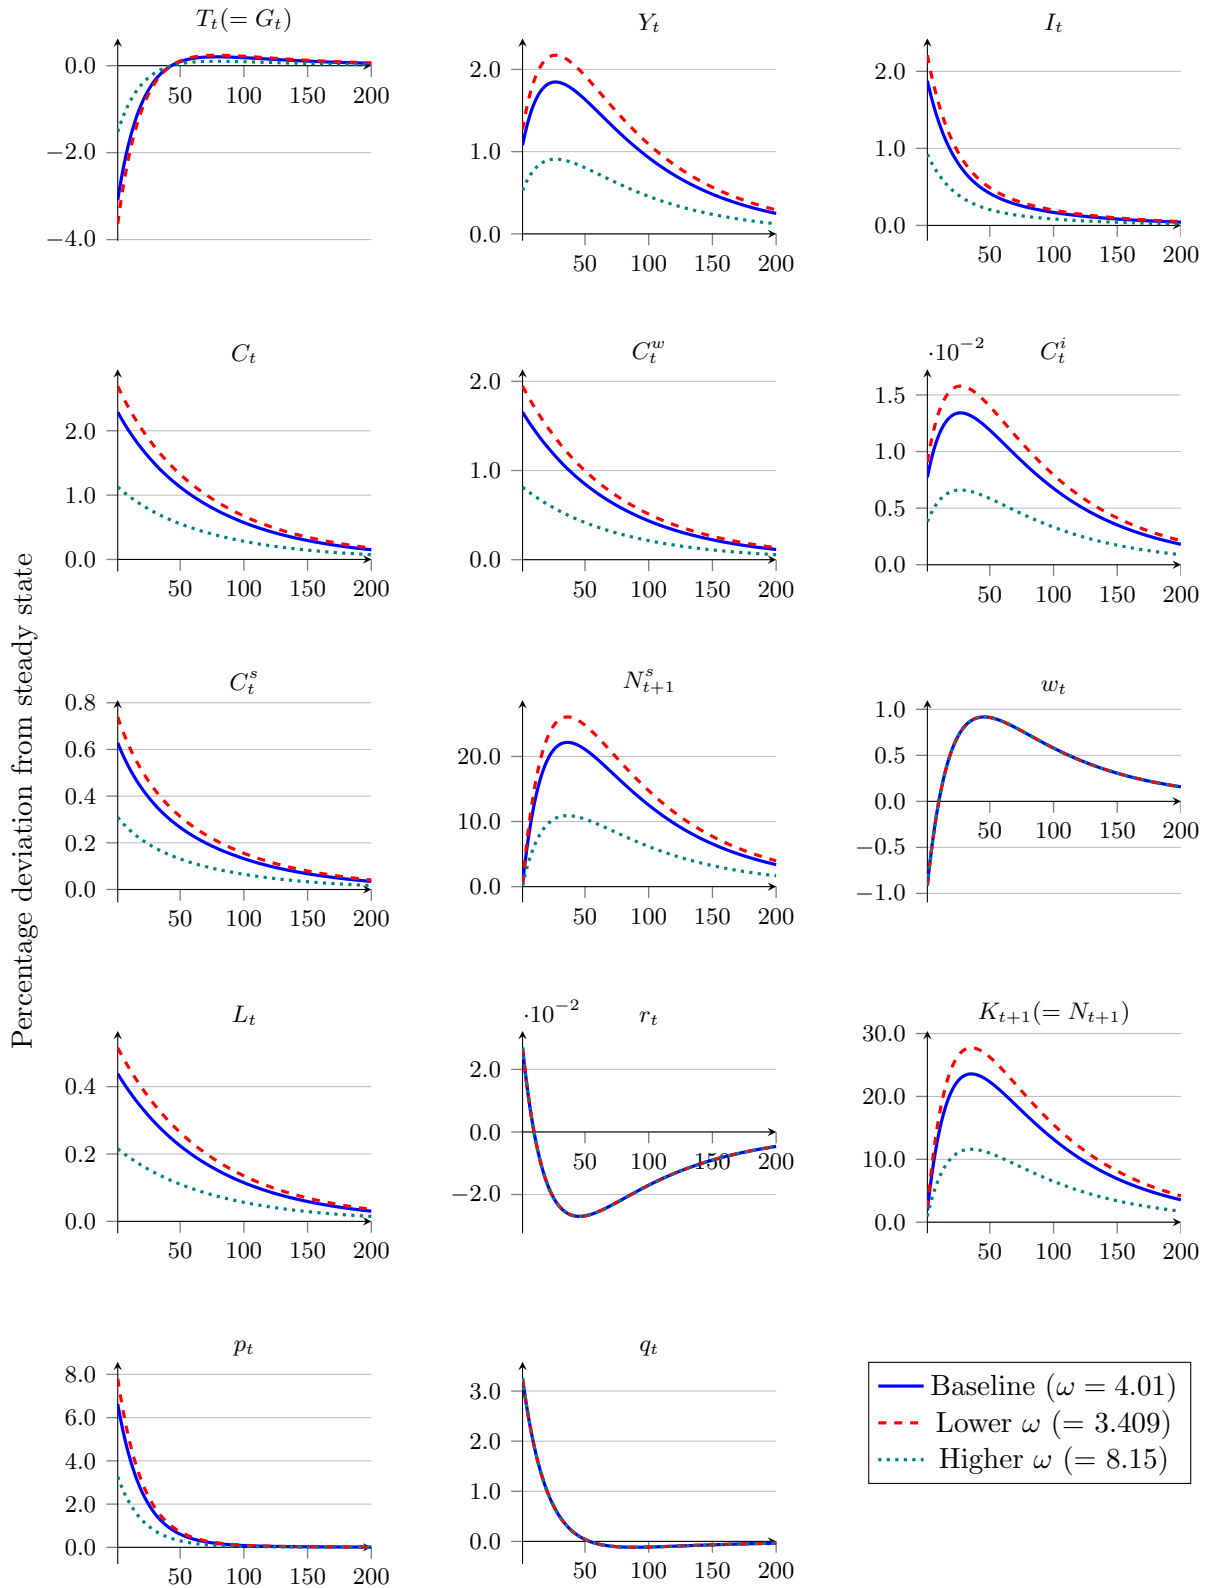 T_t(= G_t)
0.0
−2.0
−4.0
50 100 150 200
Y_t
2.0
1.0
0.0
50 100 150 200
I_t
2.0
1.0
0.0
50 100 150 200
C_t
2.0
1.0
0.0
50 100 150 200
C_t^w
2.0
1.0
0.0
50 100 150 200
·10^−2
C_t^i
1.5
1.0
0.5
0.0
50 100 150 200
Percentage deviation from steady state
C_t^s
0.8
0.6
0.4
0.2
0.0
50 100 150 200
N_{t+1}^s
20.0
10.0
0.0
50 100 150 200
w_t
1.0
0.5
0.0
−0.5
−1.0
50 100 150 200
L_t
0.4
0.2
0.0
50 100 150 200
·10^−2
r_t
2.0
0.0
−2.0
50 100 150 200
K_{t+1}(= N_{t+1})
30.0
20.0
10.0
0.0
50 100 150 200
p_t
8.0
6.0
4.0
2.0
0.0
50 100 150 200
q_t
3.0
2.0
1.0
0.0
50 100 150 200
Baseline (ω = 4.01)
Lower ω (= 3.409)
Higher ω (= 8.15)